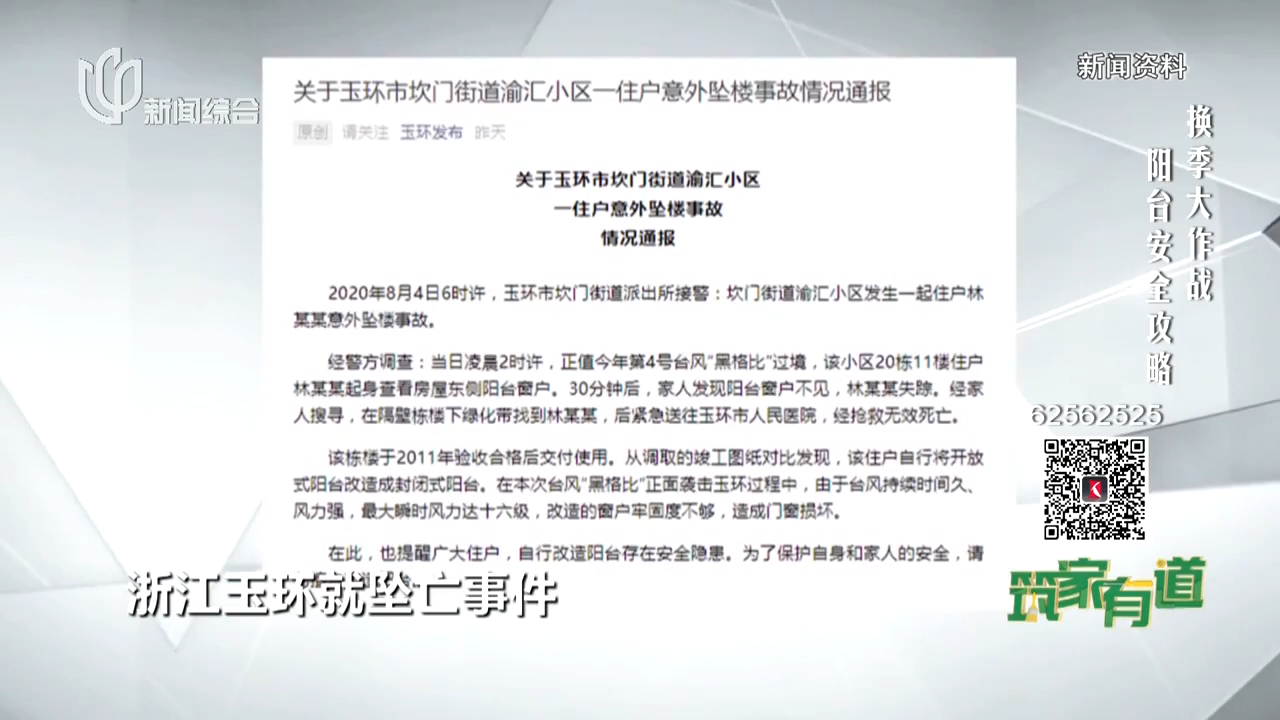 新闻综合
新闻资料
关于玉环市坎门街道渝汇小区一住户意外坠楼事故情况通报
原创 请关注 玉环发布 昨天
关于玉环市坎门街道渝汇小区
一住户意外坠楼事故
情况通报
2020年8月4日6时许，玉环市坎门街道派出所接警：坎门街道渝汇小区发生一起住户林
某某意外坠楼事故。
经警方调查：当日凌晨2时许，正值今年第4号台风“黑格比”过境，该小区20栋11楼住户
林某某起身查看房屋东侧阳台窗户。30分钟后，家人发现阳台窗户不见，林某某失踪。经家
人搜寻，在隔壁栋楼下绿化带找到林某某，后紧急送往玉环市人民医院，经抢救无效死亡。
该栋楼于2011年验收合格后交付使用。从调取的竣工图纸对比发现，该住户自行将开放
式阳台改造成封闭式阳台。在本次台风“黑格比”正面袭击玉环过程中，由于台风持续时间久、
风力强，最大瞬时风力达十六级，改造的窗户牢固度不够，造成门窗损坏。
在此，也提醒广大住户，自行改造阳台存在安全隐患。为了保护自身和家人的安全，请
浙江玉环就坠亡事件
换季大作战
阳台安全攻略
62562525
筑家有道